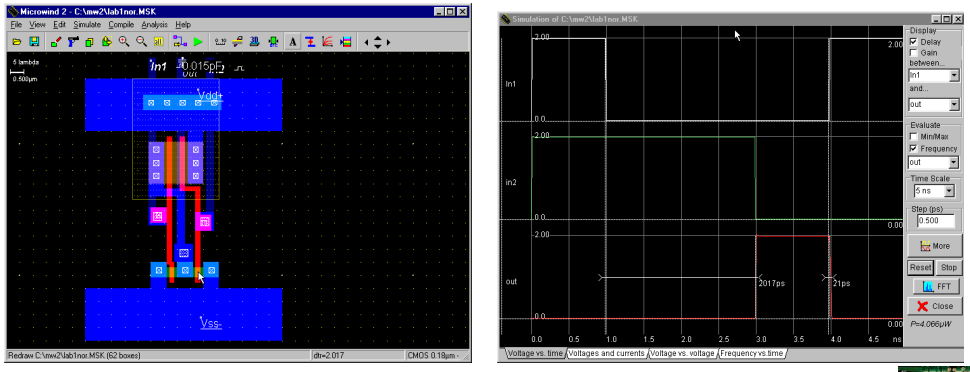 Microwind 2 - C:\mw2\lab1nor.MSK
File View Edit Simulate Compile Analysis Help
5 lambda
0.500µm
In1 0.015pF
Vdd+
Vss-
Redraw C:\mw2\lab1nor.MSK (62 boxes) dt=2.017 CMOS 0.18µm -
Simulation of C:\mw2\lab1nor.MSK
2.00 2.00
In1
0.0
2.00
in2
0.0 0.00
2.00
out
2017ps 21ps
0.0 0.00
0.0 0.5 1.0 1.5 2.0 2.5 3.0 3.5 4.0 4.5 ns
Voltage vs. time Voltages and currents Voltage vs. voltage Frequency vs.time
Display
Delay
Gain
between...
In1
and...
out
Evaluate
Min/Max
Frequency
out
Time Scale
5 ns
Step (ps)
0.500
More
Reset Stop
FFT
Close
P=4.066µW